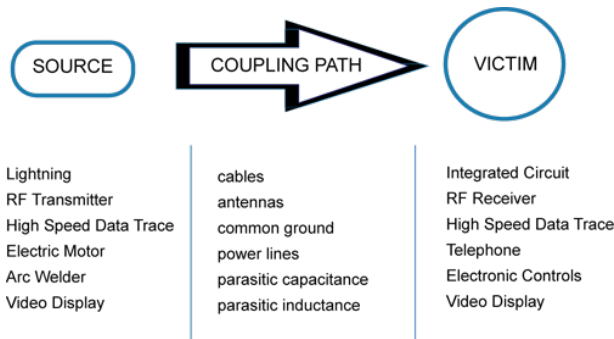 SOURCE
COUPLING PATH
VICTIM
Lightning
RF Transmitter
High Speed Data Trace
Electric Motor
Arc Welder
Video Display
cables
antennas
common ground
power lines
parasitic capacitance
parasitic inductance
Integrated Circuit
RF Receiver
High Speed Data Trace
Telephone
Electronic Controls
Video Display